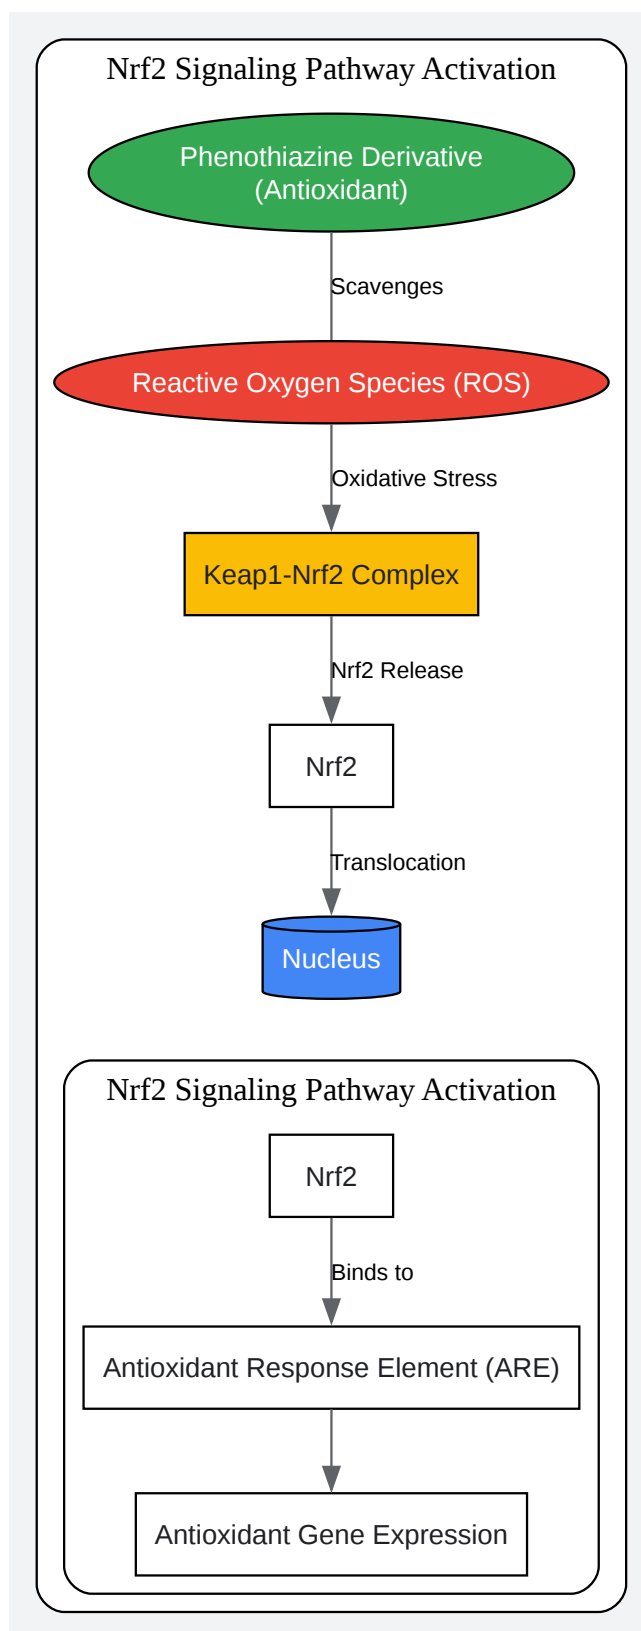 Nrf2 Signaling Pathway Activation
Phenothiazine Derivative
(Antioxidant)
Scavenges
Reactive Oxygen Species (ROS)
Oxidative Stress
Keap1-Nrf2 Complex
Nrf2 Release
Nrf2
Translocation
Nucleus
Nrf2 Signaling Pathway Activation
Nrf2
Binds to
Antioxidant Response Element (ARE)
Antioxidant Gene Expression